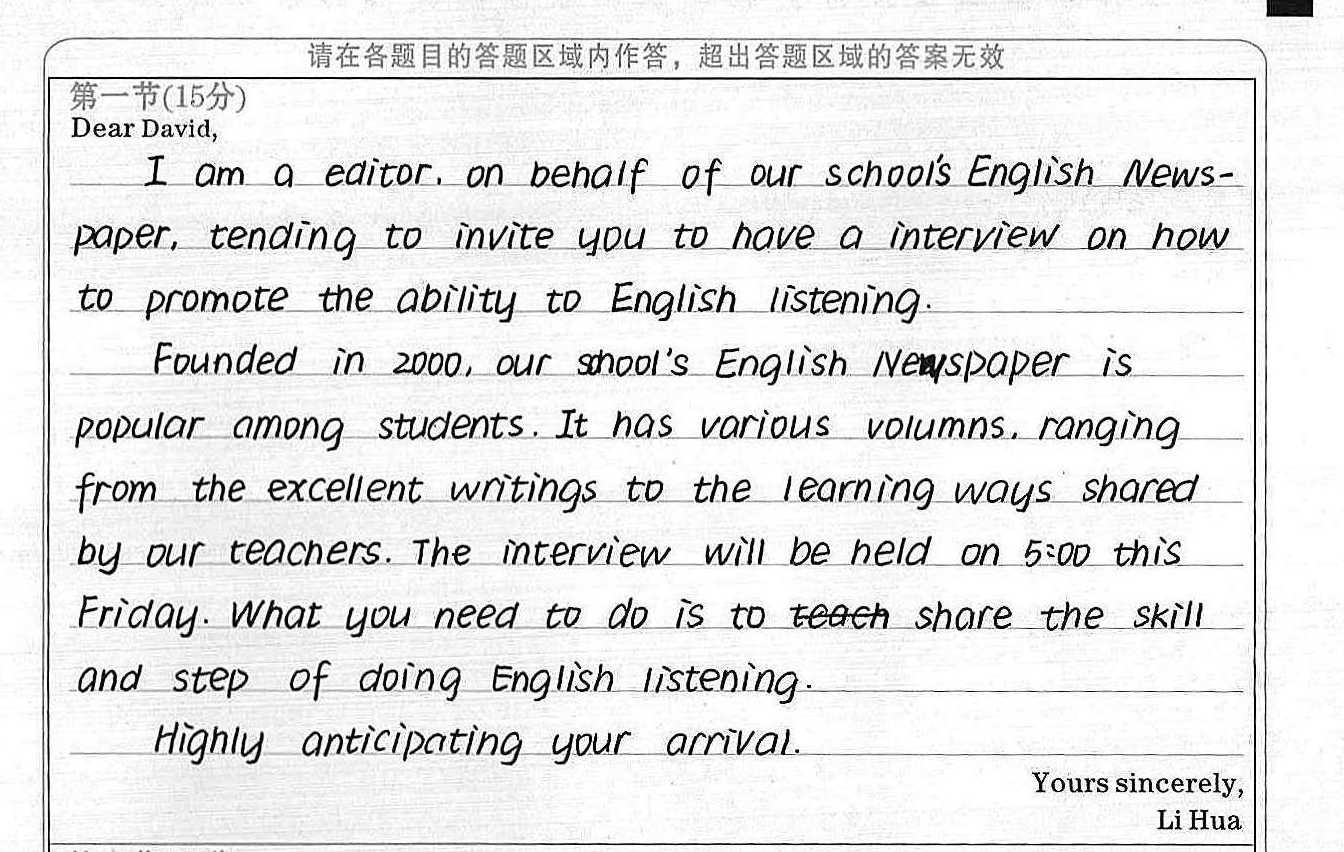 请在各题目的答题区域内作答，超出答题区域的答案无效
第一节(15分)
Dear David,
I am a editor. on behalf of our school's English News-
paper, tending to invite you to have a interview on how
to promote the ability to English listening.
Founded in 2000, our school's English Newspaper is
popular among students. It has various volumns. ranging
from the excellent writings to the learning ways shared
by our teachers. The interview will be held on 5:00 this
Friday. What you need to do is to teach share the skill
and step of doing English listening.
Highly anticipating your arrival.
Yours sincerely,
Li Hua